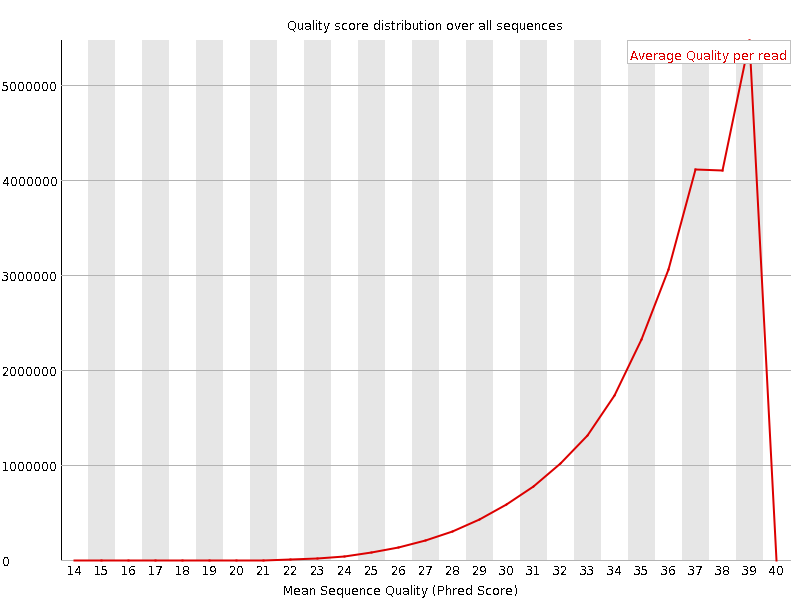 Quality score distribution over all sequences
Average Quality per read
5000000
4000000
3000000
2000000
1000000
0
14 15 16 17 18 19 20 21 22 23 24 25 26 27 28 29 30 31 32 33 34 35 36 37 38 39 40
Mean Sequence Quality (Phred Score)